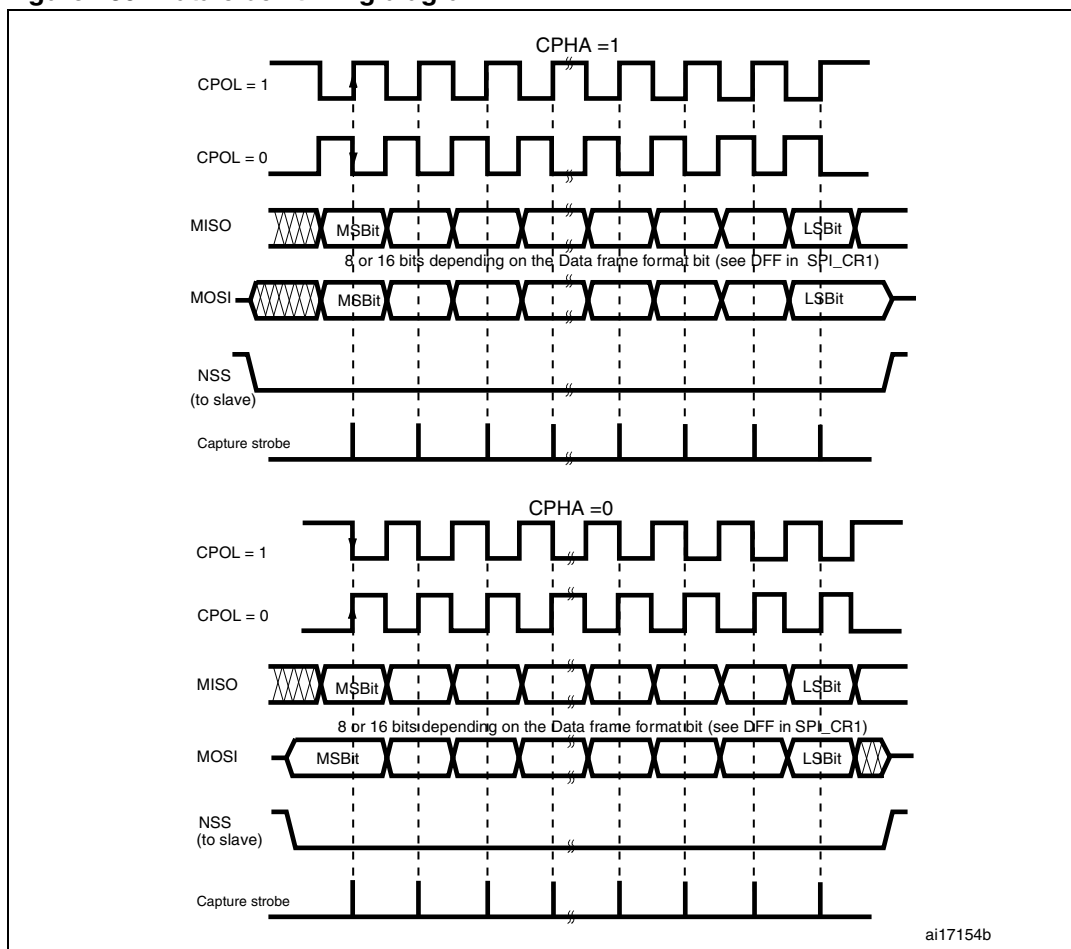 CPHA =1
CPOL = 1
CPOL = 0
MISO
MSBit
LSBit
8 or 16 bits depending on the Data frame format bit (see DFF in SPI_CR1)
MOSI
MSBit
LSBit
NSS
(to slave)
Capture strobe
CPHA =0
CPOL = 1
CPOL = 0
MISO
MSBit
LSBit
8 or 16 bits depending on the Data frame format bit (see DFF in SPI_CR1)
MOSI
MSBit
LSBit
NSS
(to slave)
Capture strobe
ai17154b